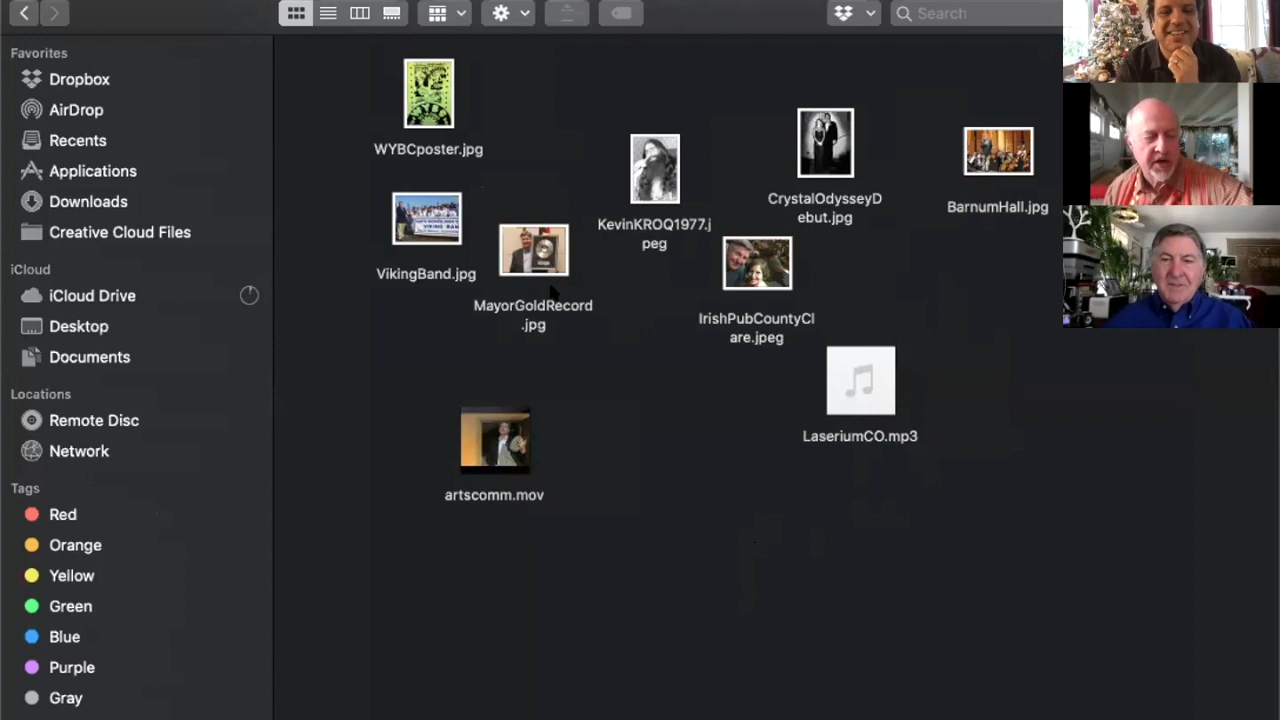 Search
Favorites
Dropbox
AirDrop
Recents
Applications
Downloads
Creative Cloud Files
iCloud
iCloud Drive
Desktop
Documents
Locations
Remote Disc
Network
Tags
Red
Orange
Yellow
Green
Blue
Purple
Gray
WYBCposter.jpg
VikingBand.jpg
MayorGoldRecord
.jpg
KevinKROQ1977.j
peg
CrystalOdysseyD
ebut.jpg
BarnumHall.jpg
IrishPubCountyCl
are.jpeg
LaseriumCO.mp3
artscomm.mov